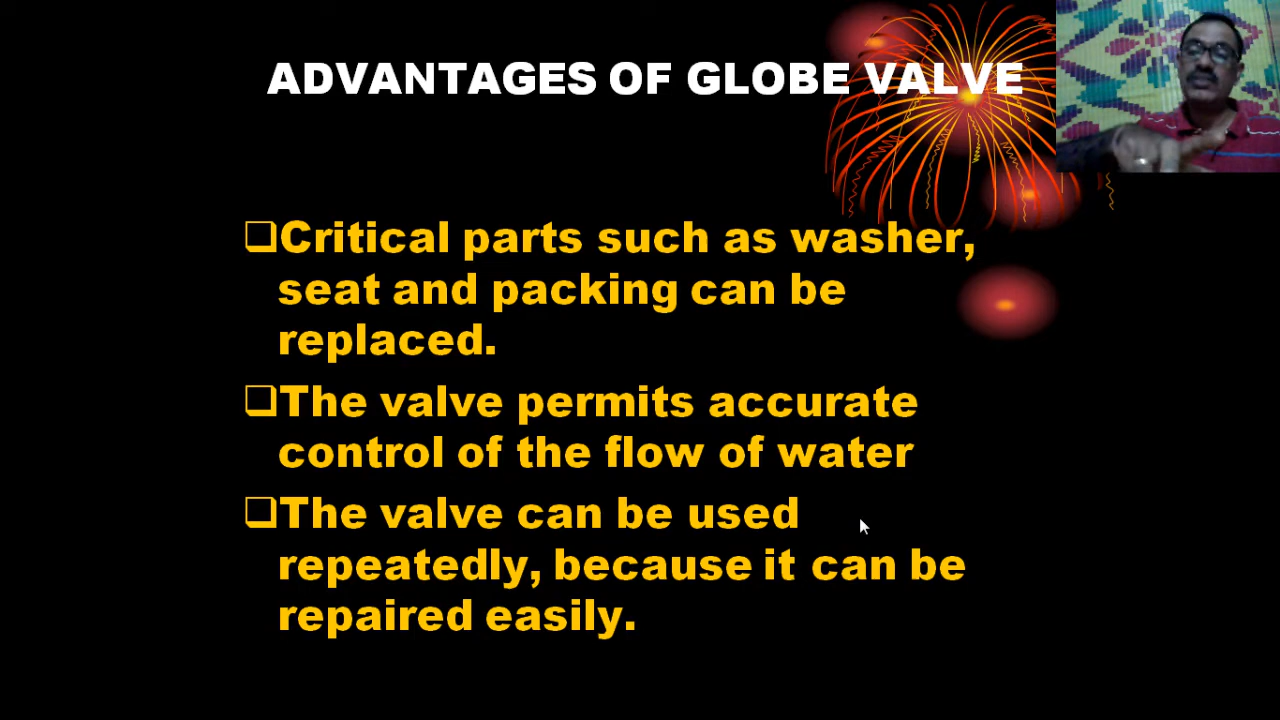 ADVANTAGES OF GLOBE VALVE
❑Critical parts such as washer,
seat and packing can be
replaced.
❑The valve permits accurate
control of the flow of water
❑The valve can be used
repeatedly, because it can be
repaired easily.